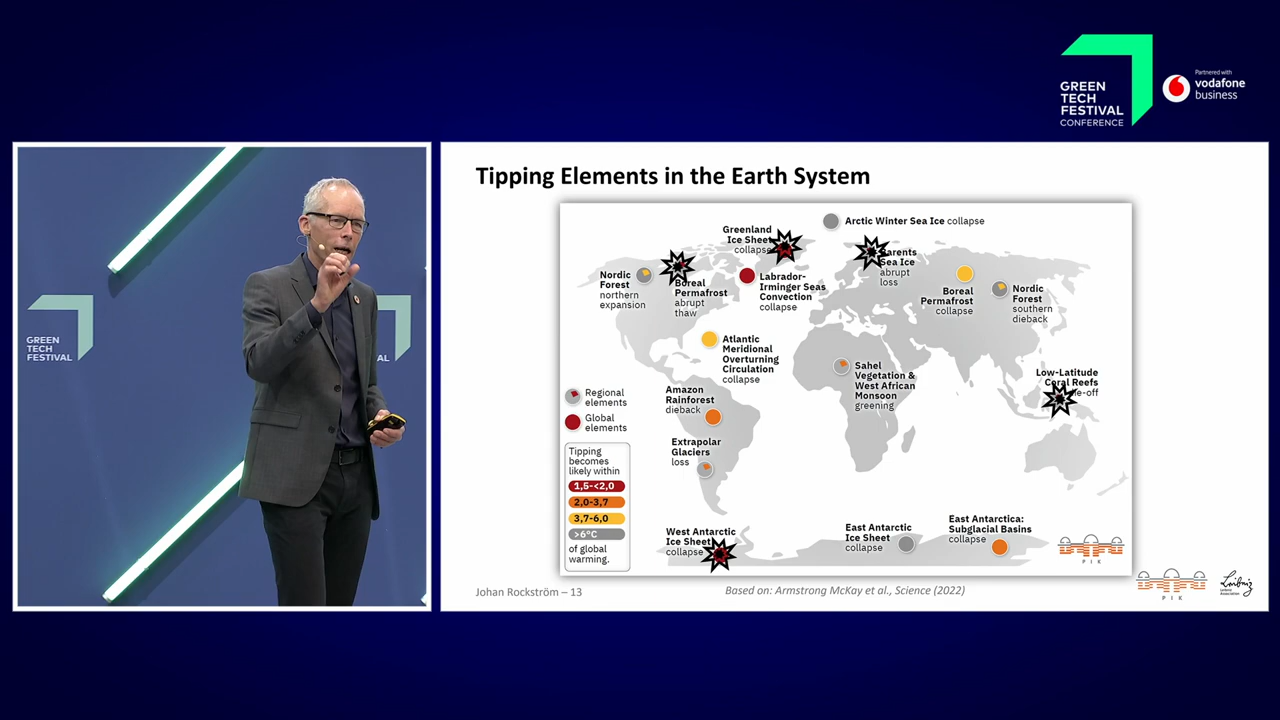 GREEN
TECH
FESTIVAL
CONFERENCE
Partnered with
vodafone
business
GREEN
TECH
FESTIVAL
AL
Tipping Elements in the Earth System
Arctic Winter Sea Ice collapse
Greenland
Ice Sheet
collapse
Barents
Sea Ice
abrupt
loss
Nordic
Forest
northern
expansion
Boreal
Permafrost
abrupt
thaw
Labrador-
Irminger Seas
Convection
collapse
Boreal
Permafrost
collapse
Nordic
Forest
southern
dieback
Atlantic
Meridional
Overturning
Circulation
collapse
Sahel
Vegetation &
West African
Monsoon
greening
Low-Latitude
Coral Reefs
e-off
Amazon
Rainforest
dieback
Extrapolar
Glaciers
loss
Regional
elements
Global
elements
Tipping
becomes
likely within
1,5-<2,0
2,0-3,7
3,7-6,0
>6°C
of global
warming.
West Antarctic
Ice Sheet
collapse
East Antarctic
Ice Sheet
collapse
East Antarctica:
Subglacial Basins
collapse
P I K
Johan Rockström – 13
Based on: Armstrong McKay et al., Science (2022)
P I K
Leibniz